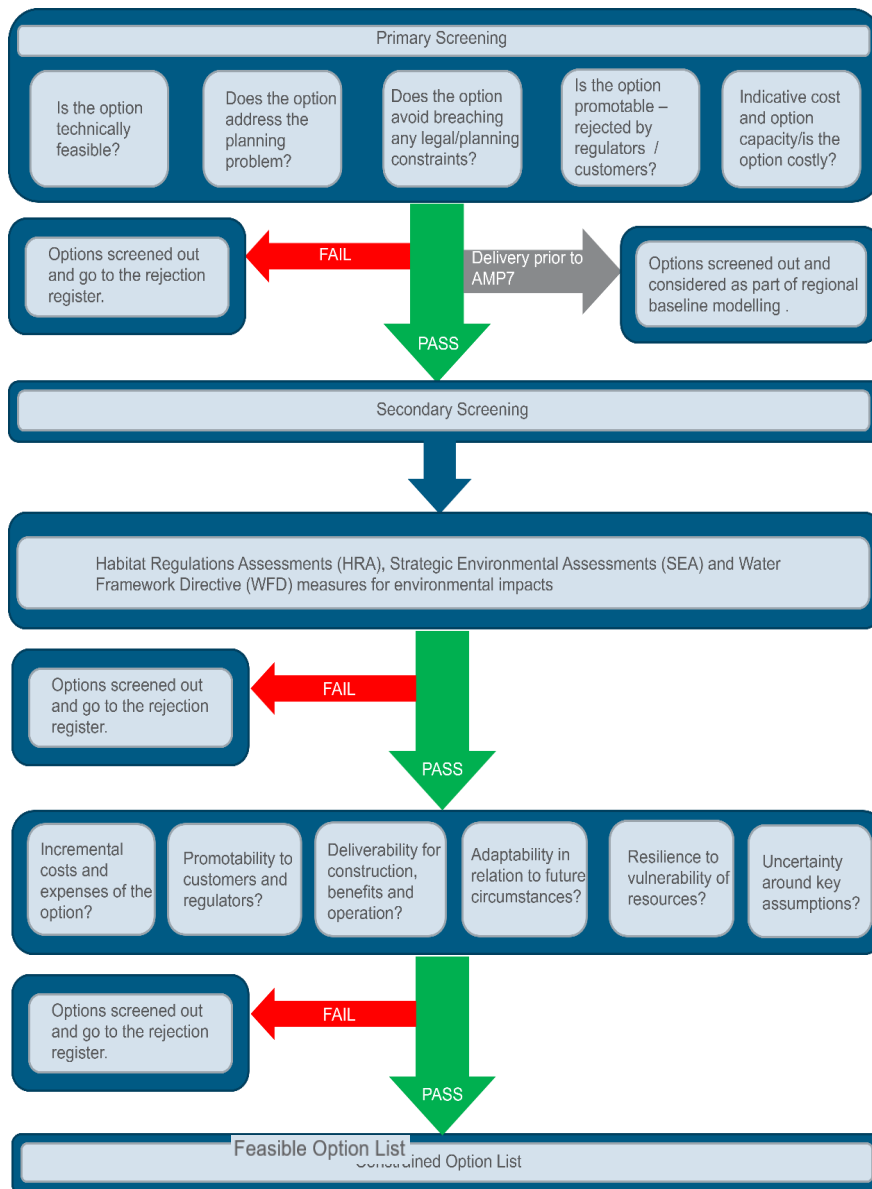 Primary Screening
Is the option
technically
feasible?
Does the option
address the
planning
problem?
Does the option
avoid breaching
any legal/planning
constraints?
Is the option
promotable –
rejected by
regulators /
customers?
Indicative cost
and option
capacity/is the
option costly?
Options screened out
and go to the rejection
register.
FAIL
Delivery prior to
AMP7
Options screened out and
considered as part of regional
baseline modelling .
PASS
Secondary Screening
Habitat Regulations Assessments (HRA), Strategic Environmental Assessments (SEA) and Water
Framework Directive (WFD) measures for environmental impacts
Options screened out
and go to the rejection
register.
FAIL
PASS
Incremental
costs and
expenses of the
option?
Promotability to
customers and
regulators?
Deliverability for
construction,
benefits and
operation?
Adaptability in
relation to future
circumstances?
Resilience to
vulnerability of
resources?
Uncertainty
around key
assumptions?
Options screened out
and go to the rejection
register.
FAIL
PASS
Feasible Option List
Constrained Option List